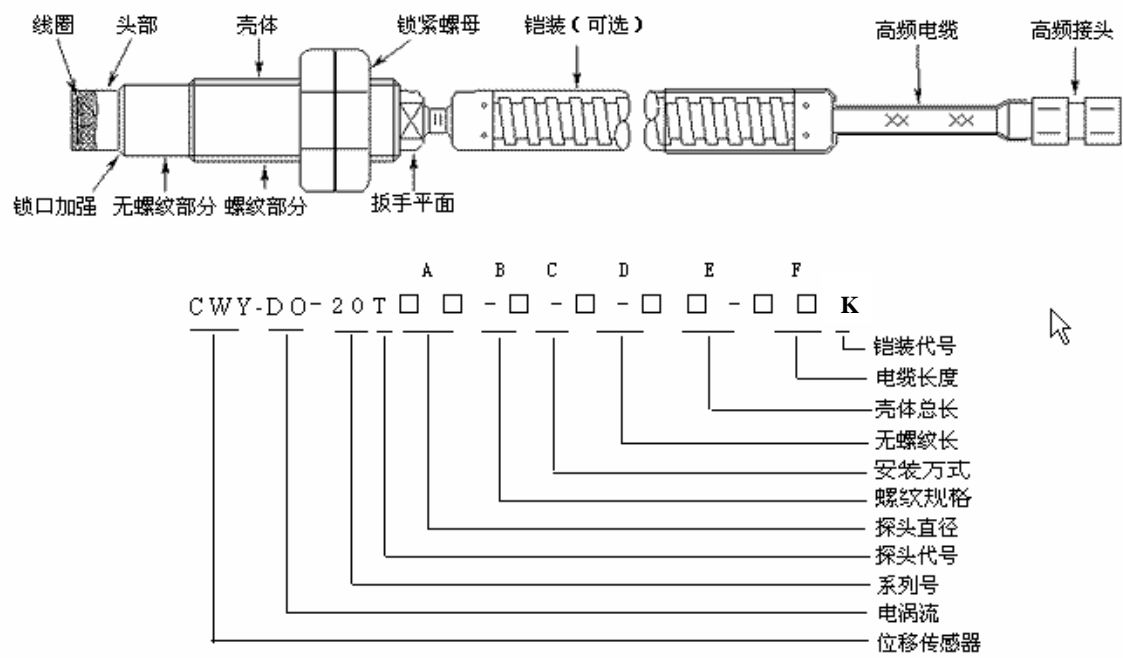 线圈 头部 壳体 锁紧螺母 铠装(可选) 高频电缆 高频接头
锁口加强 无螺纹部分 螺纹部分 扳手平面
A B C D E F
CWY-DO-20T□□-□-□-□□-□□K
铠装代号
电缆长度
壳体总长
无螺纹长
安装方式
螺纹规格
探头直径
探头代号
系列号
电涡流
位移传感器